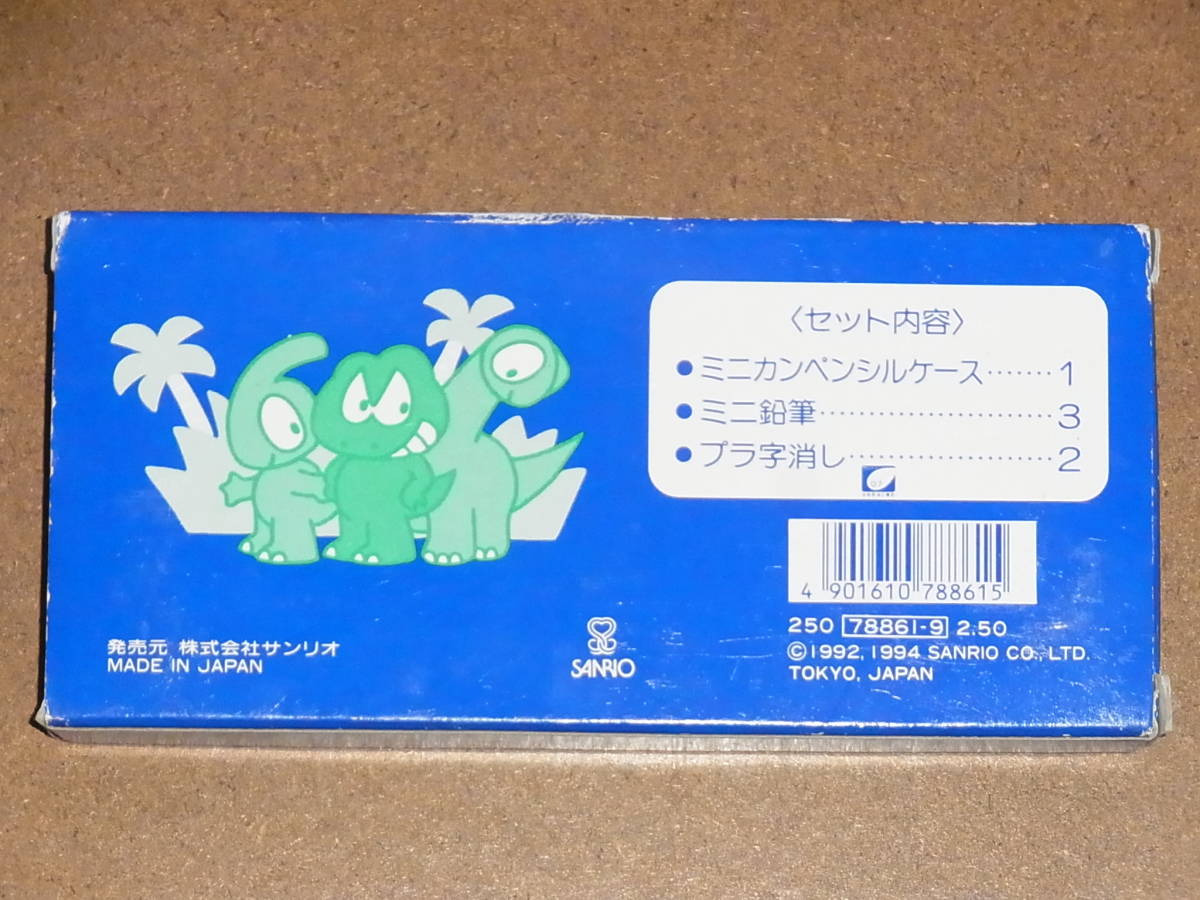 〈セット内容〉
●ミニカンペンシルケース……1
●ミニ鉛筆……………………3
●プラ字消し…………………2
07
4 901610 788615
250 78861-9 2.50
©1992, 1994 SANRIO CO., LTD.
TOKYO, JAPAN
SANRIO
発売元 株式会社サンリオ
MADE IN JAPAN